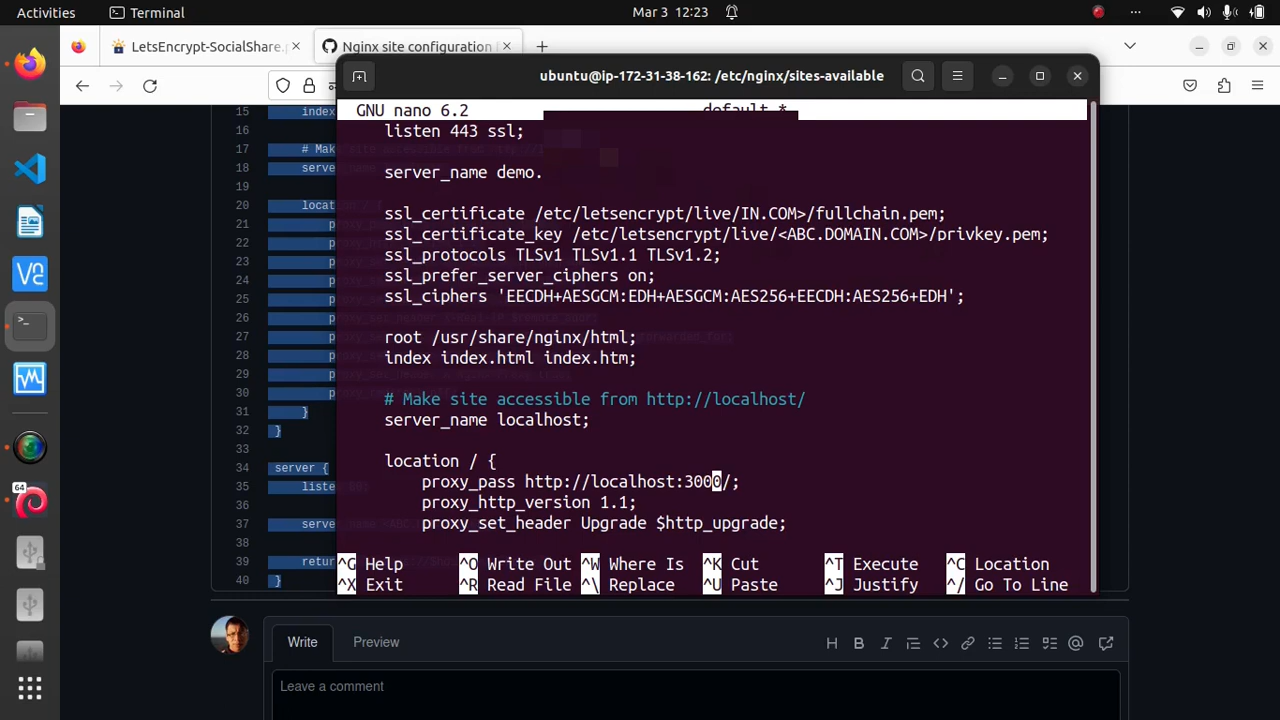 Activities
Terminal
Mar 3 12:23
LetsEncrypt-SocialShare.p
Nginx site configuration
ubuntu@ip-172-31-38-162: /etc/nginx/sites-available
GNU nano 6.2
default *
listen 443 ssl;
server_name demo.
ssl_certificate /etc/letsencrypt/live/IN.COM>/fullchain.pem;
ssl_certificate_key /etc/letsencrypt/live/<ABC.DOMAIN.COM>/privkey.pem;
ssl_protocols TLSv1 TLSv1.1 TLSv1.2;
ssl_prefer_server_ciphers on;
ssl_ciphers 'EECDH+AESGCM:EDH+AESGCM:AES256+EECDH:AES256+EDH';
root /usr/share/nginx/html;
index index.html index.htm;
# Make site accessible from http://localhost/
server_name localhost;
location / {
proxy_pass http://localhost:3000/;
proxy_http_version 1.1;
proxy_set_header Upgrade $http_upgrade;
^G Help ^O Write Out ^W Where Is ^K Cut ^T Execute ^C Location
^X Exit ^R Read File ^\ Replace ^U Paste ^J Justify ^/ Go To Line
15 index
16
17 # Mak
18 serve
19
20 locat
21 p
22 p
23 p
24 p
25 p
26
27 p
28 p
29 p
30 p
31 }
32 }
33
34 server {
35 liste
36
37 serve
38
39 retur
40 }
64
Write
Preview
H B I
Leave a comment